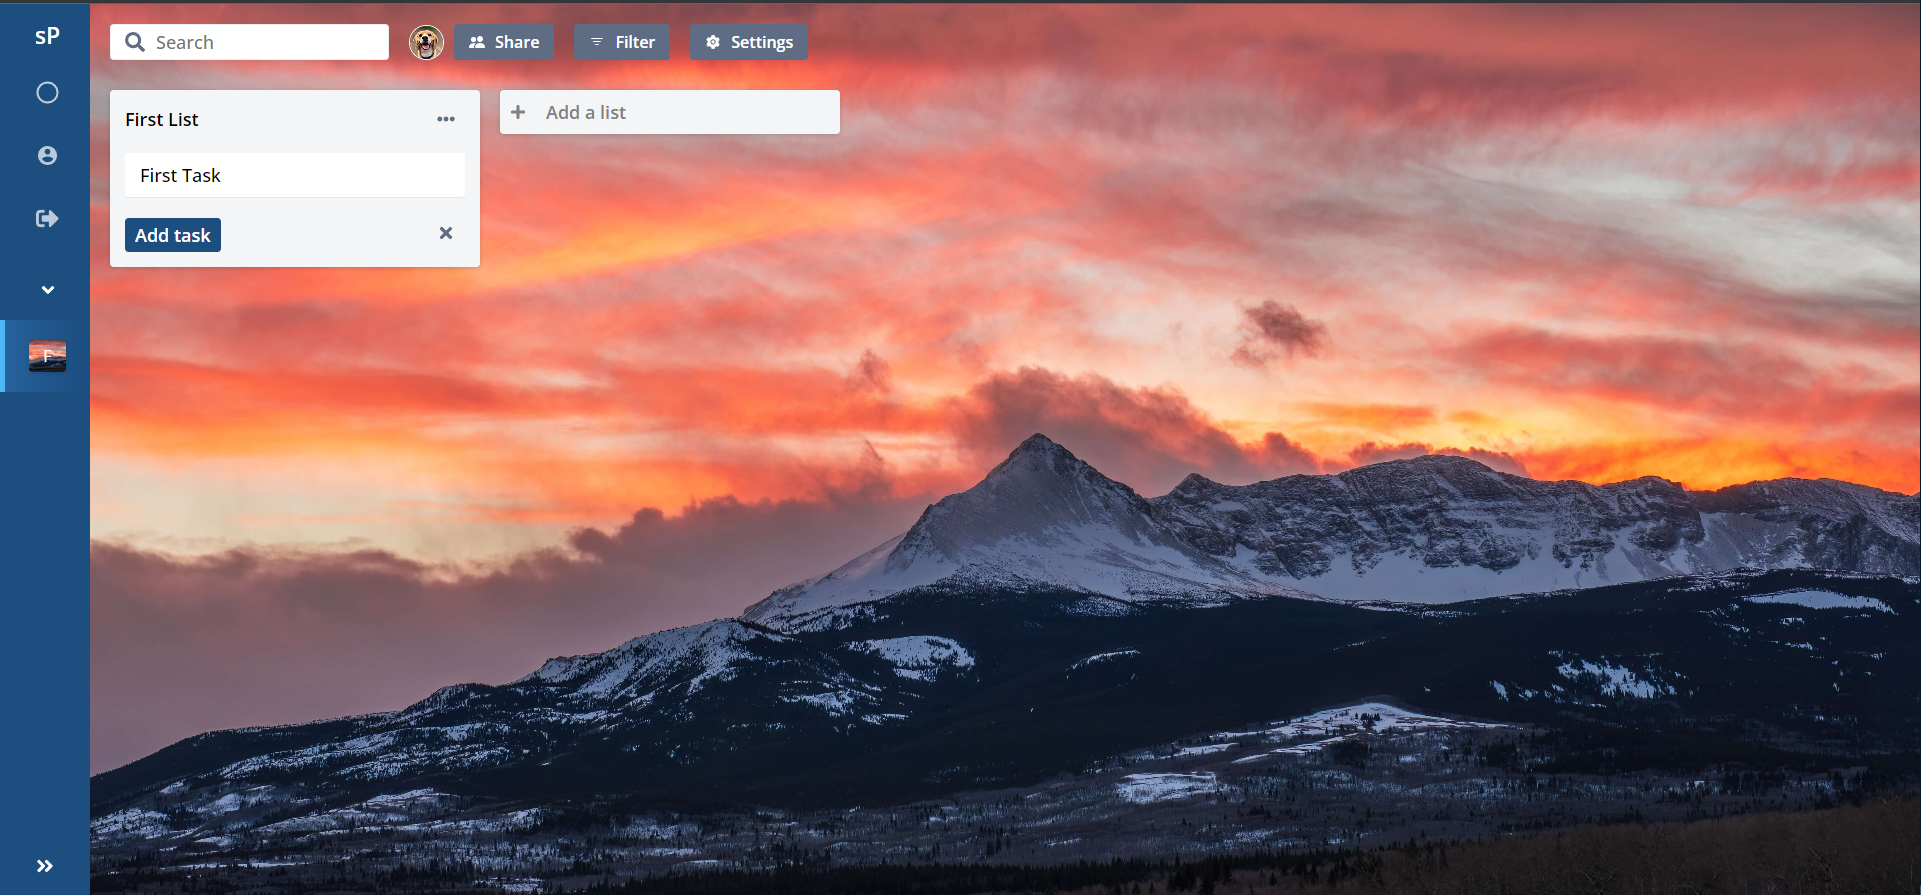 sP
Search
Share
Filter
Settings
First List
Add a list
First Task
Add task
F